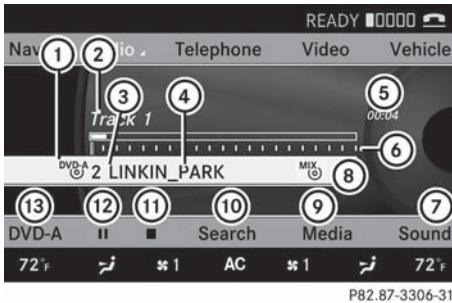 READY
Nav dio Telephone Video Vehicle
1 2 3 4 5
Track 1 00:04
6
DVD-A 2 LINKIN_PARK MIX 8
13 12 11 10 9 7
DVD-A Search Media Sound
72°F 1 AC 1 72°F
P82.87-3306-31